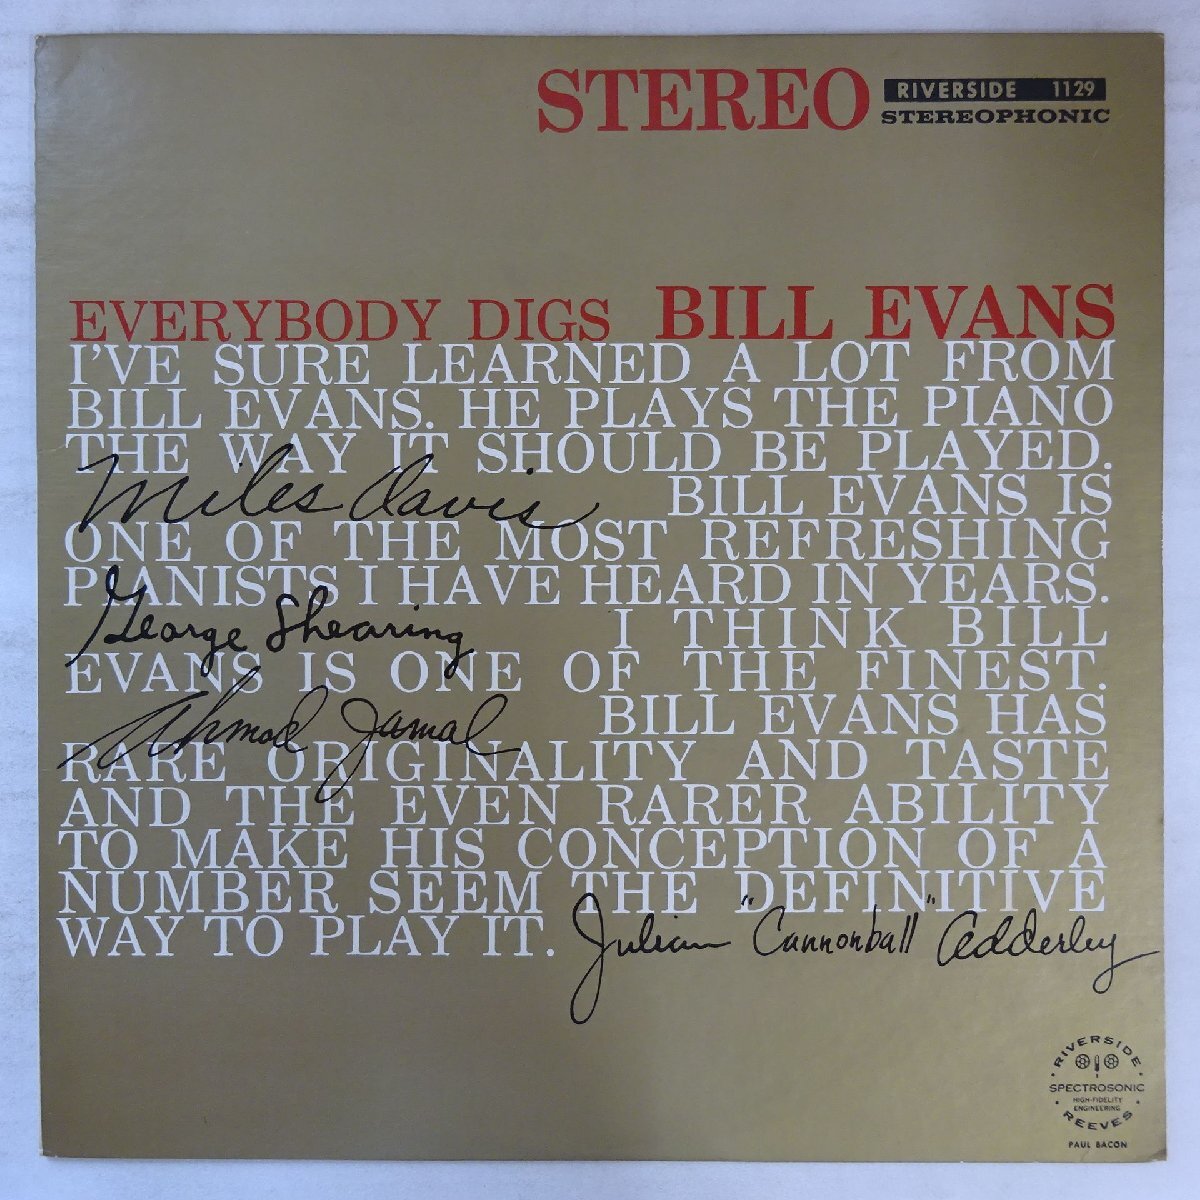 STEREO RIVERSIDE 1129
STEREOPHONIC
EVERYBODY DIGS BILL EVANS
I'VE SURE LEARNED A LOT FROM
BILL EVANS. HE PLAYS THE PIANO
THE WAY IT SHOULD BE PLAYED.
Miles Davis BILL EVANS IS
ONE OF THE MOST REFRESHING
PIANISTS I HAVE HEARD IN YEARS.
George Shearing I THINK BILL
EVANS IS ONE OF THE FINEST.
Ahmad Jamal BILL EVANS HAS
RARE ORIGINALITY AND TASTE
AND THE EVEN RARER ABILITY
TO MAKE HIS CONCEPTION OF A
NUMBER SEEM THE DEFINITIVE
WAY TO PLAY IT. Julian "Cannonball" Adderley
RIVERSIDE
SPECTROSONIC
HIGH-FIDELITY
ENGINEERING
REEVES
PAUL BACON